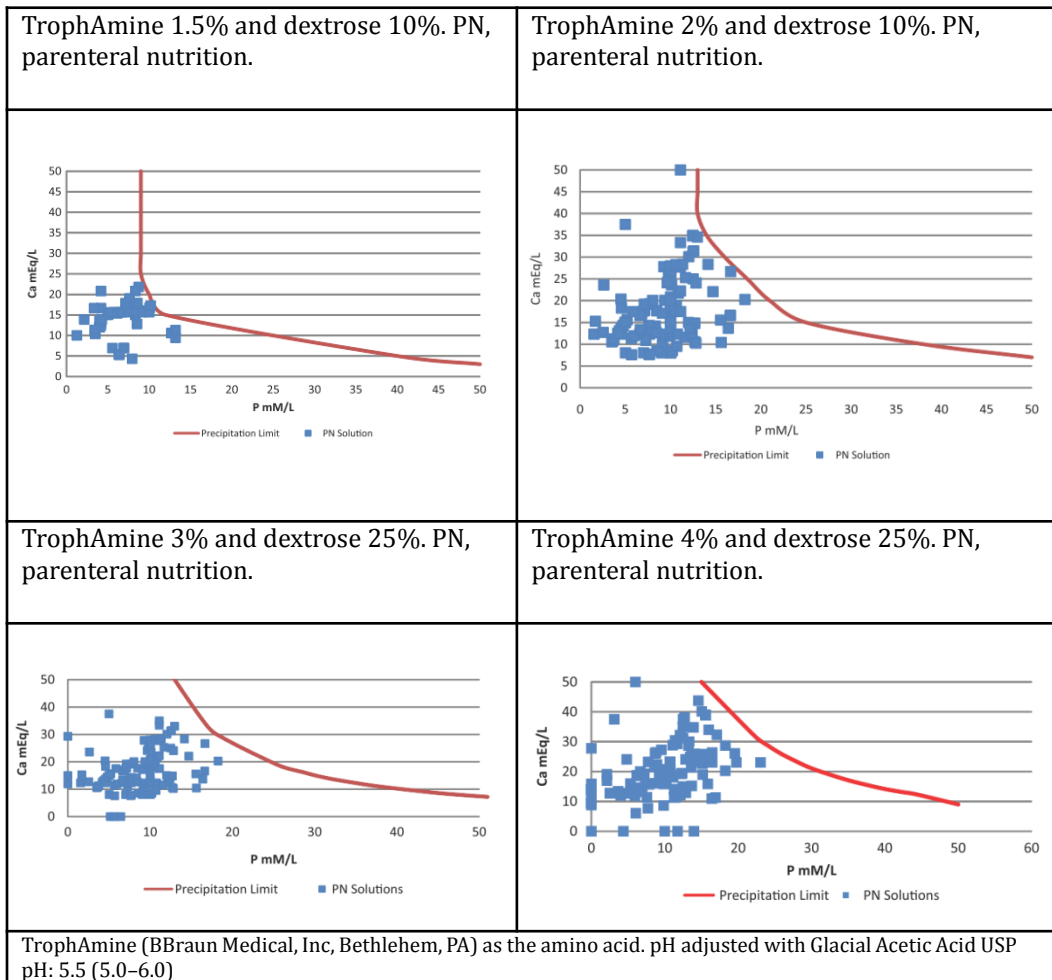 TrophAmine 1.5% and dextrose 10%. PN,
parenteral nutrition.
TrophAmine 2% and dextrose 10%. PN,
parenteral nutrition.
Ca mEq/L
50
45
40
35
30
25
20
15
10
5
0
0 5 10 15 20 25 30 35 40 45 50
P mM/L
Precipitation Limit PN Solution
Ca mEq/L
50
45
40
35
30
25
20
15
10
5
0
0 5 10 15 20 25 30 35 40 45 50
P mM/L
Precipitation Limit PN Solution
TrophAmine 3% and dextrose 25%. PN,
parenteral nutrition.
TrophAmine 4% and dextrose 25%. PN,
parenteral nutrition.
Ca mEq/L
50
40
30
20
10
0
0 10 20 30 40 50
P mM/L
Precipitation Limit PN Solutions
Ca mEq/L
50
40
30
20
10
0
0 10 20 30 40 50 60
P mM/L
Precipitation Limit PN Solutions
TrophAmine (BBraun Medical, Inc, Bethlehem, PA) as the amino acid. pH adjusted with Glacial Acetic Acid USP
pH: 5.5 (5.0–6.0)